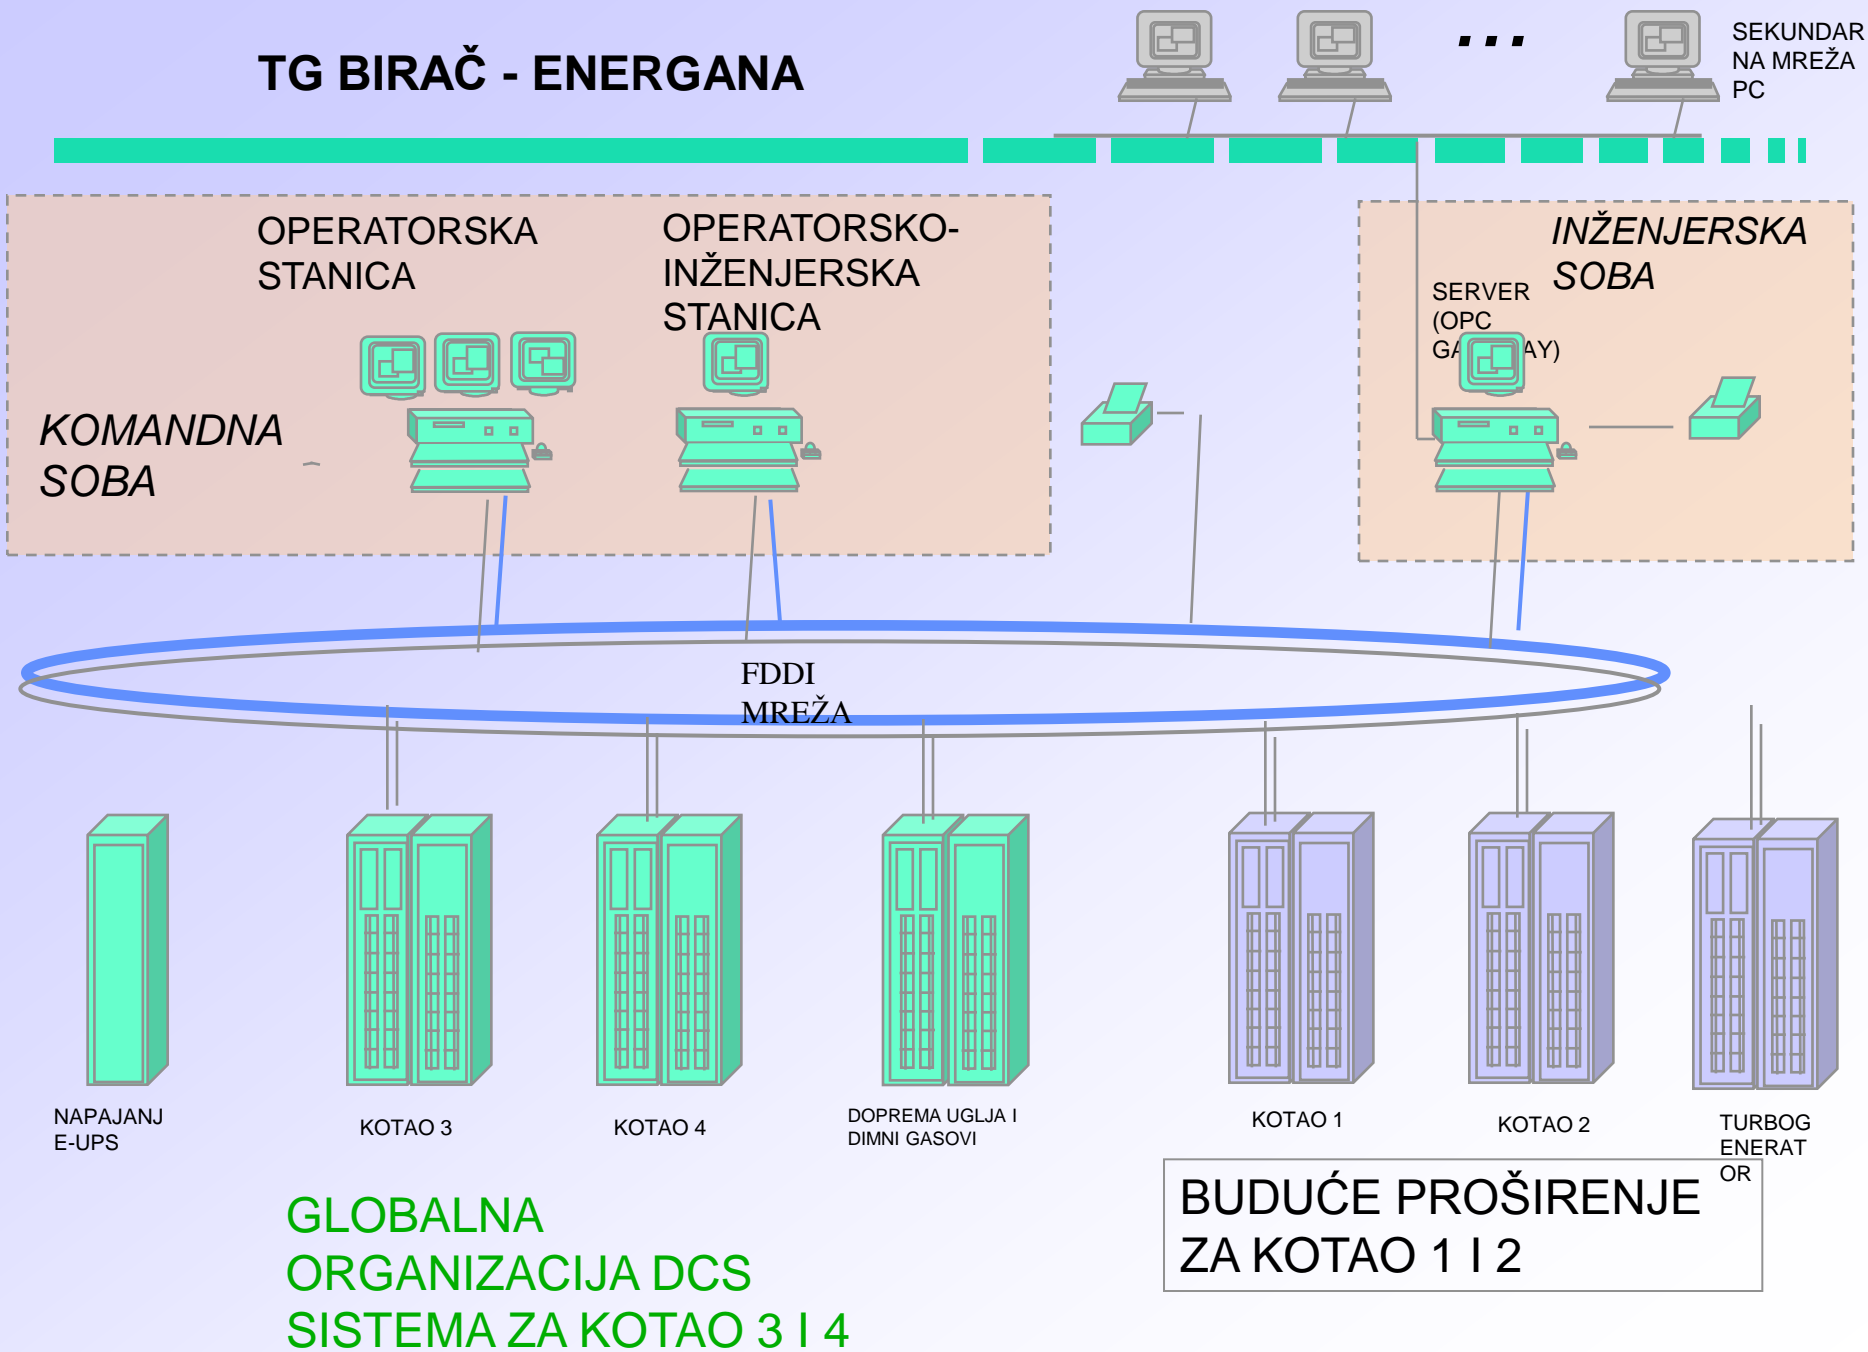 TG BIRAČ - ENERGANA
...
SEKUNDAR
NA MREŽA
PC
OPERATORSKA
STANICA
OPERATORSKO-
INŽENJERSKA
STANICA
INŽENJERSKA
SOBA
SERVER
(OPC
KOMANDNA
SOBA
FDDI
MREŽA
NAPAJANJ
E-UPS
KOTAO 3
KOTAO 4
DOPREMA UGLJA I
DIMNI GASOVI
KOTAO 1
KOTAO 2
TURBOG
ENERAT
OR
GLOBALNA
ORGANIZACIJA DCS
SISTEMA ZA KOTAO 3 I 4
BUDUĆE PROŠIRENJE
ZA KOTAO 1 I 2